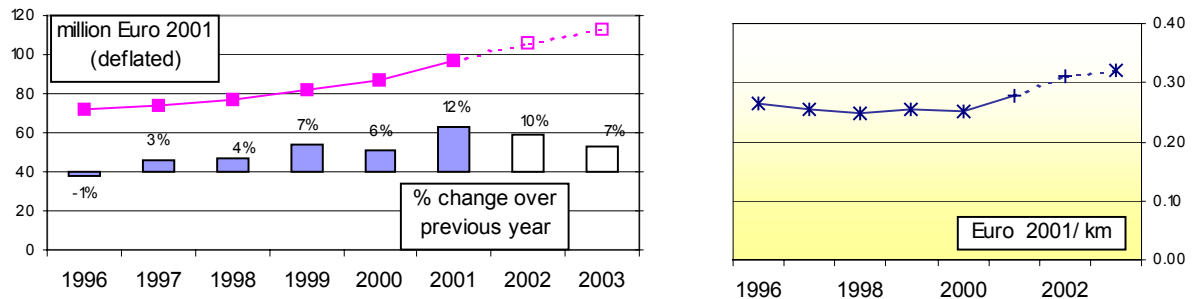 120
million Euro 2001
(deflated)
100
80
60
40
20
0
-1%
3%
4%
7%
6%
12%
10%
7%
% change over
previous year
1996 1997 1998 1999 2000 2001 2002 2003
0.40
0.30
0.20
0.10
0.00
Euro 2001/ km
1996 1998 2000 2002